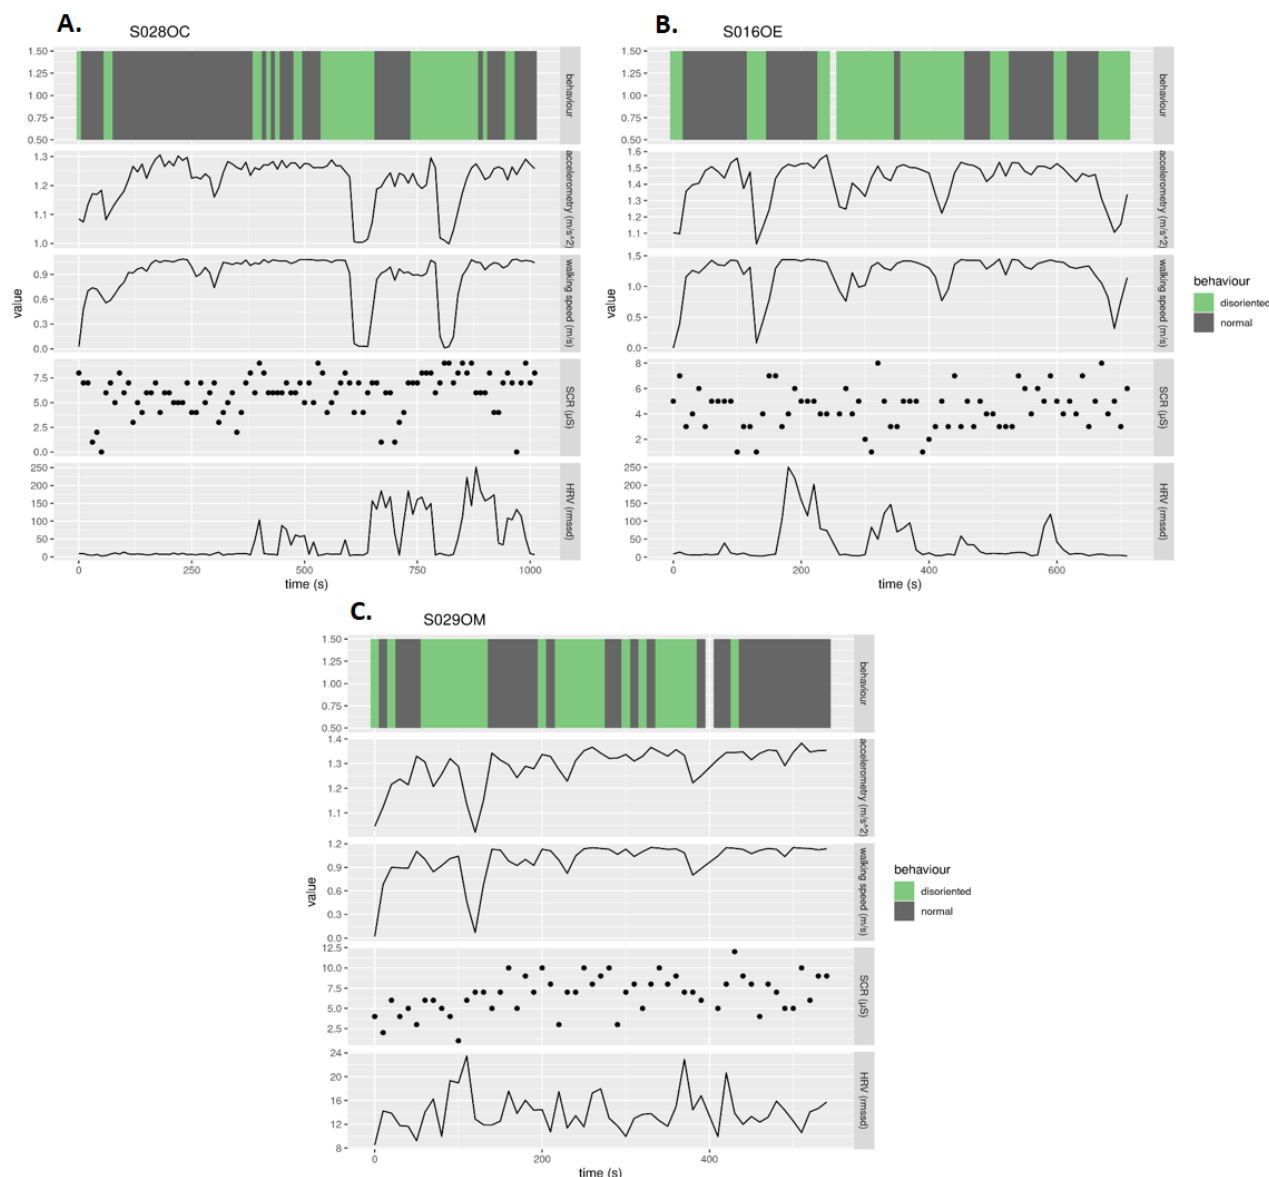 A.
S028OC
1.50
1.25
1.00
0.75
0.50
behaviour
1.3
1.2
1.1
1.0
accelerometry (m/s^2)
0.9
0.6
0.3
0.0
walking speed (m/s)
7.5
5.0
2.5
0.0
SCR (µS)
250
200
150
100
50
0
HRV (rmssd)
value
0 250 500 750 1000
time (s)
B.
S016OE
1.50
1.25
1.00
0.75
0.50
behaviour
1.6
1.5
1.4
1.3
1.2
1.1
accelerometry (m/s^2)
1.5
1.0
0.5
0.0
walking speed (m/s)
8
6
4
2
SCR (µS)
250
200
150
100
50
0
HRV (rmssd)
value
0 200 400 600
time (s)
behaviour
disoriented
normal
C.
S029OM
1.50
1.25
1.00
0.75
0.50
behaviour
1.4
1.3
1.2
1.1
accelerometry (m/s^2)
1.2
0.9
0.6
0.3
0.0
walking speed (m/s)
12.5
10.0
7.5
5.0
2.5
SCR (µS)
24
20
16
12
8
HRV (rmssd)
value
0 200 400
time (s)
behaviour
disoriented
normal